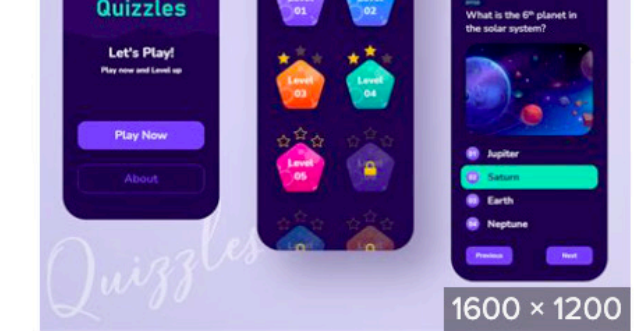 Quizzles
Let's Play!
Play now and Level up
Play Now
About
01
02
Level
03
Level
04
Level
05
What is the 6th planet in
the solar system?
01 Jupiter
02 Saturn
03 Earth
04 Neptune
Previous
Next
Quizzles
1600 × 1200